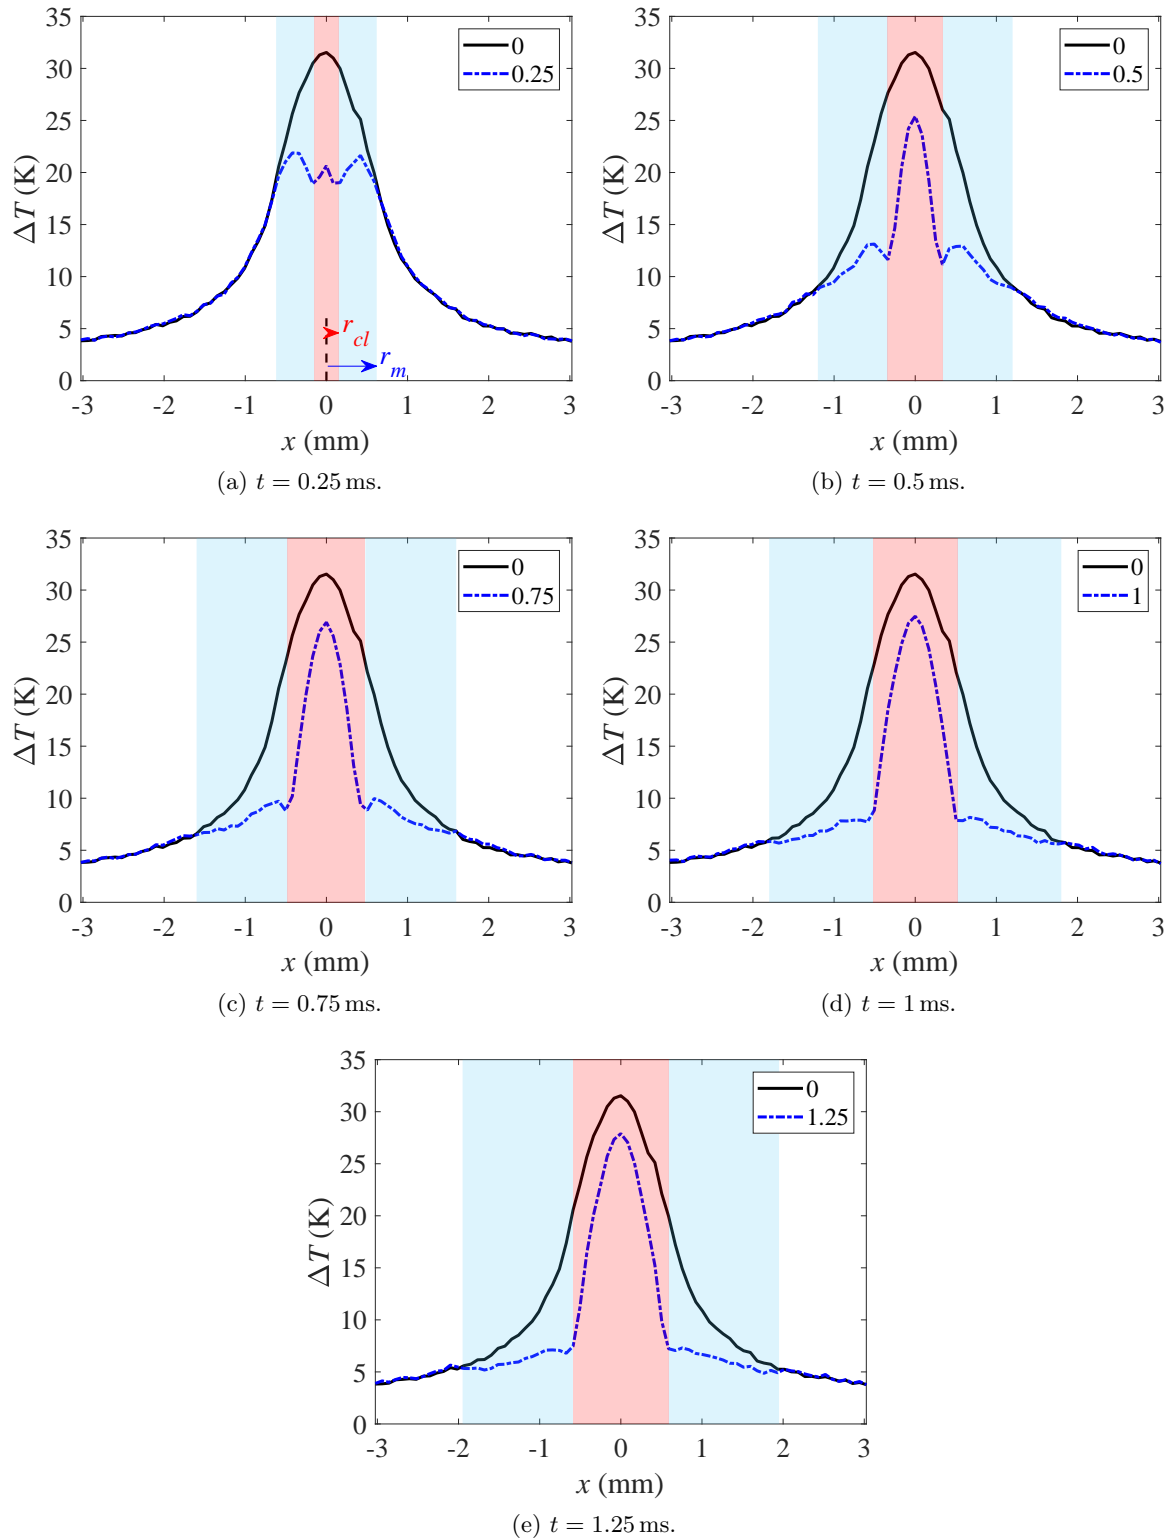 35
30
25
20
15
10
5
0
ΔT (K)
0
0.25
r_cl
r_m
-3 -2 -1 0 1 2 3
x (mm)
(a) t = 0.25 ms.
35
30
25
20
15
10
5
0
ΔT (K)
0
0.5
-3 -2 -1 0 1 2 3
x (mm)
(b) t = 0.5 ms.
35
30
25
20
15
10
5
0
ΔT (K)
0
0.75
-3 -2 -1 0 1 2 3
x (mm)
(c) t = 0.75 ms.
35
30
25
20
15
10
5
0
ΔT (K)
0
1
-3 -2 -1 0 1 2 3
x (mm)
(d) t = 1 ms.
35
30
25
20
15
10
5
0
ΔT (K)
0
1.25
-3 -2 -1 0 1 2 3
x (mm)
(e) t = 1.25 ms.